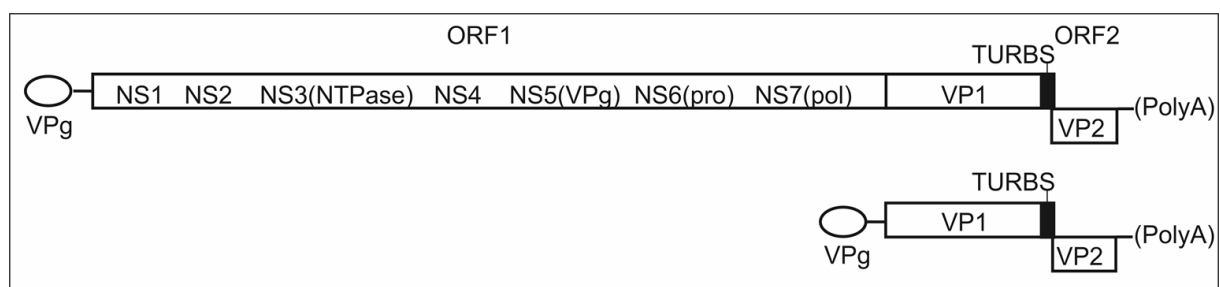 ORF1 ORF2
TURBS
NS1 NS2 NS3(NTPase) NS4 NS5(VPg) NS6(pro) NS7(pol) VP1
(PolyA)
VPg VP2
TURBS
VP1
(PolyA)
VPg VP2